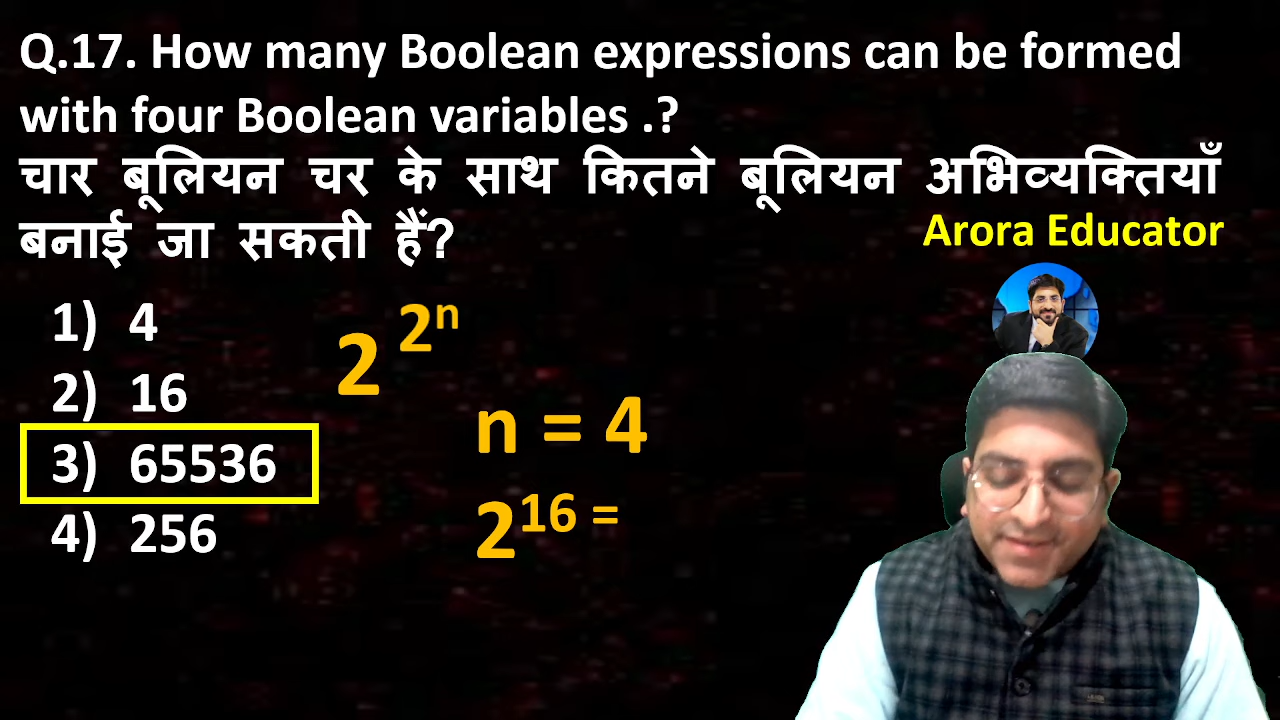 Q.17. How many Boolean expressions can be formed
with four Boolean variables .?
चार बूलियन चर के साथ कितने बूलियन अभिव्यक्तियाँ
बनाई जा सकती हैं?
Arora Educator
1) 4
2) 16
3) 65536
4) 256
2 2ⁿ
n = 4
2¹⁶ =